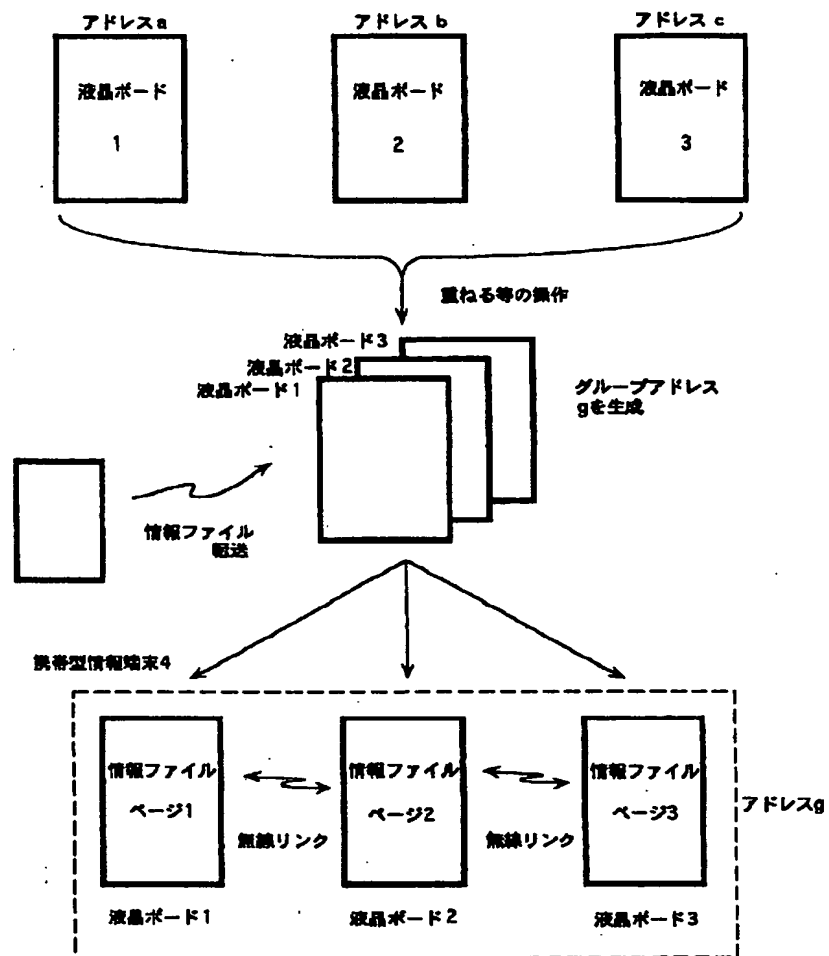 アドレスa
アドレス b
アドレス c
液晶ボード
1
液晶ボード
2
液晶ボード
3
重ねる等の操作
液晶ボード3
液晶ボード2
液晶ボード1
グループアドレス
gを生成
情報ファイル
転送
携帯型情報端末4
情報ファイル
ページ1
情報ファイル
ページ2
情報ファイル
ページ3
無線リンク
無線リンク
アドレスg
液晶ボード1
液晶ボード2
液晶ボード3